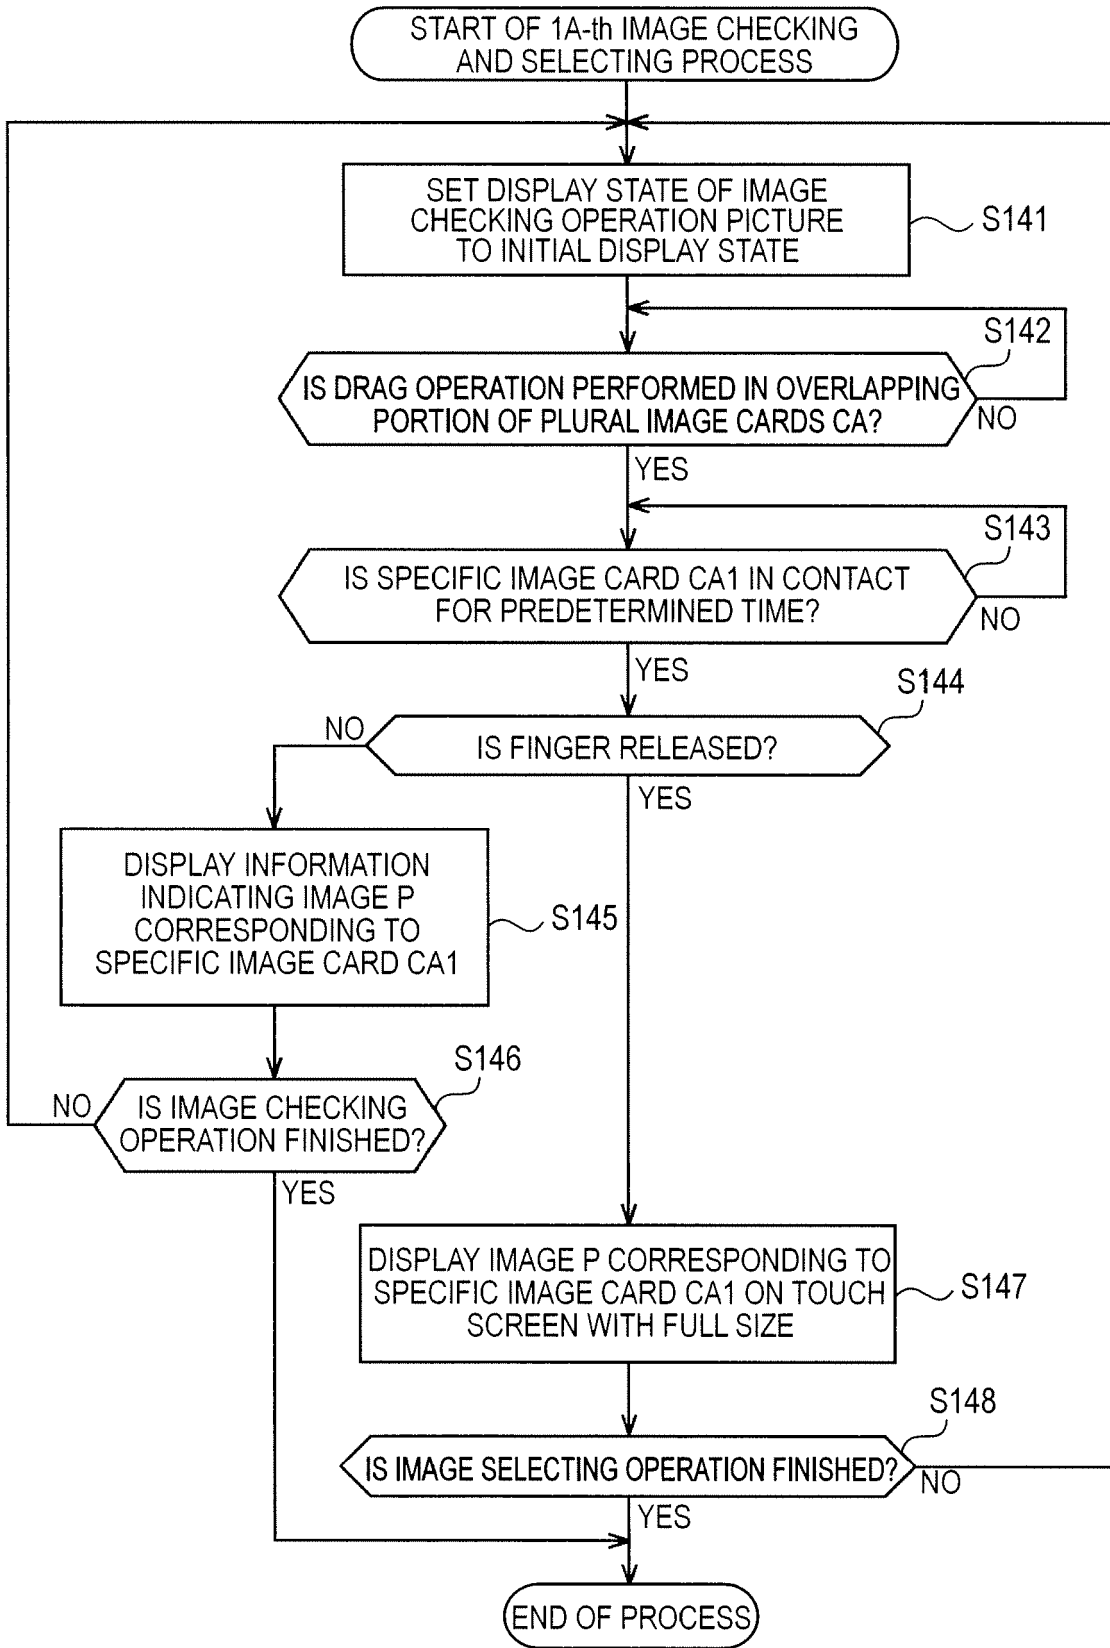 START OF 1A-th IMAGE CHECKING
AND SELECTING PROCESS
SET DISPLAY STATE OF IMAGE
CHECKING OPERATION PICTURE
TO INITIAL DISPLAY STATE
S141
S142
IS DRAG OPERATION PERFORMED IN OVERLAPPING
PORTION OF PLURAL IMAGE CARDS CA?
NO
YES
S143
IS SPECIFIC IMAGE CARD CA1 IN CONTACT
FOR PREDETERMINED TIME?
NO
YES
S144
NO
IS FINGER RELEASED?
YES
DISPLAY INFORMATION
INDICATING IMAGE P
CORRESPONDING TO
SPECIFIC IMAGE CARD CA1
S145
S146
NO
IS IMAGE CHECKING
OPERATION FINISHED?
YES
DISPLAY IMAGE P CORRESPONDING TO
SPECIFIC IMAGE CARD CA1 ON TOUCH
SCREEN WITH FULL SIZE
S147
S148
IS IMAGE SELECTING OPERATION FINISHED?
NO
YES
END OF PROCESS